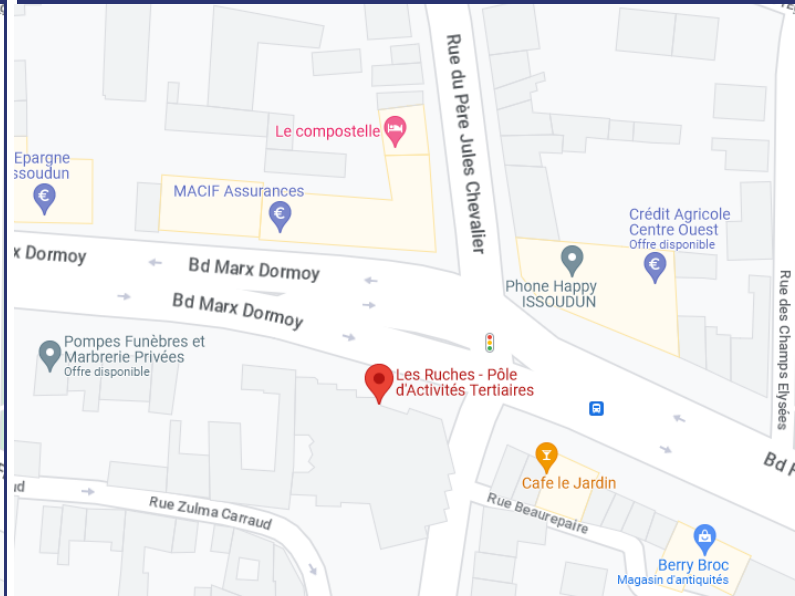 Rue du Père Jules Chevalier
Le compostelle
Epargne
ssoudun
MACIF Assurances
Crédit Agricole
Centre Ouest
Offre disponible
x Dormoy
Bd Marx Dormoy
Phone Happy
ISSOUDUN
Rue des Champs Elysées
Bd Marx Dormoy
Pompes Funèbres et
Marbrerie Privées
Offre disponible
Les Ruches - Pôle
d'Activités Tertiaires
Bd
Cafe le Jardin
ud
Rue Zulma Carraud
Rue Beaurepaire
Berry Broc
Magasin d'antiquités